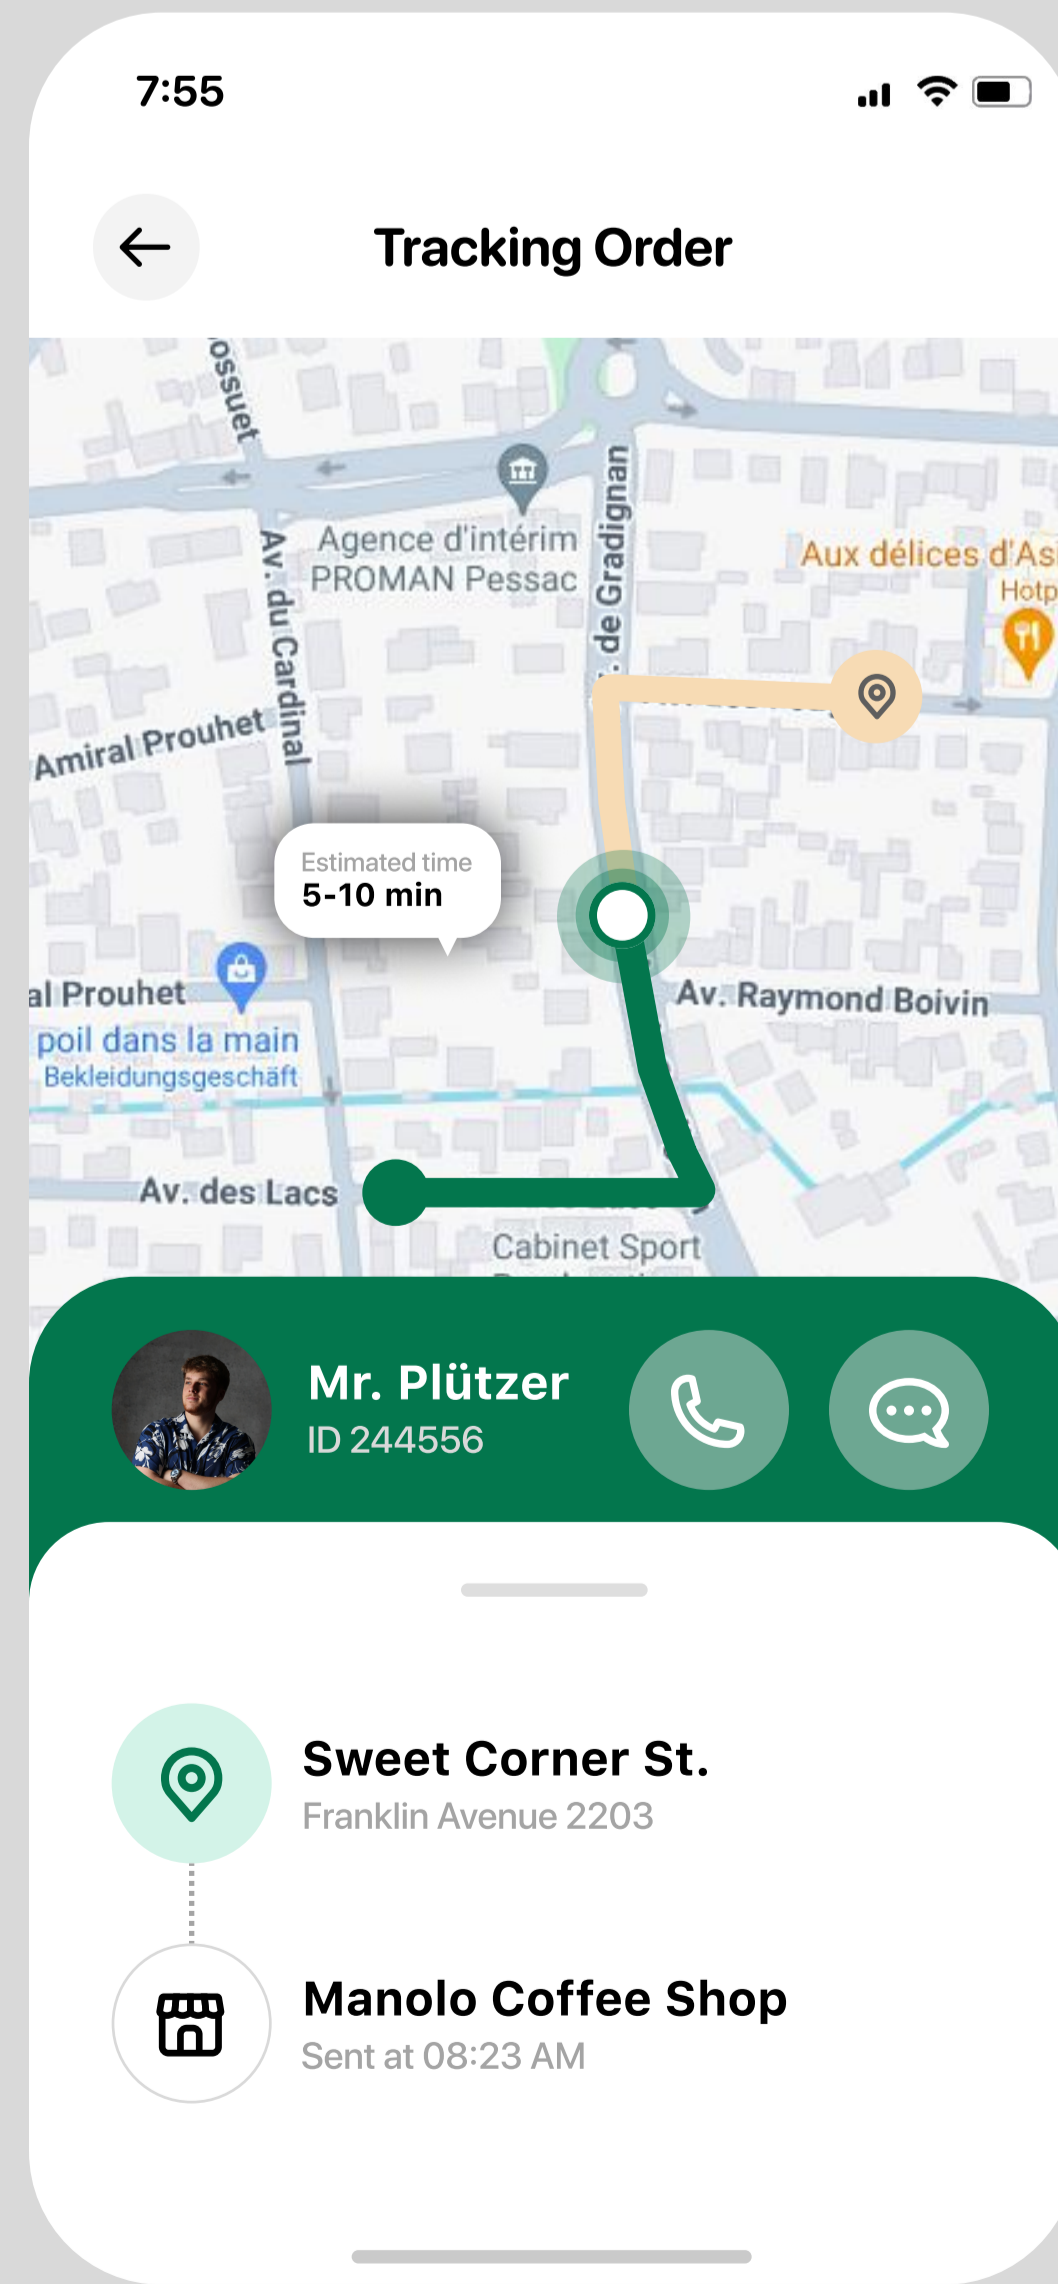 7:55
Tracking Order
ossuet
Agence d'intérim
PROMAN Pessac
de Gradignan
Aux délices d'As
Hotp
Av. du Cardinal
Amiral Prouhet
Estimated time
5-10 min
al Prouhet
poil dans la main
Bekleidungsgeschäft
Av. Raymond Boivin
Av. des Lacs
Cabinet Sport
Mr. Plützer
ID 244556
Sweet Corner St.
Franklin Avenue 2203
Manolo Coffee Shop
Sent at 08:23 AM